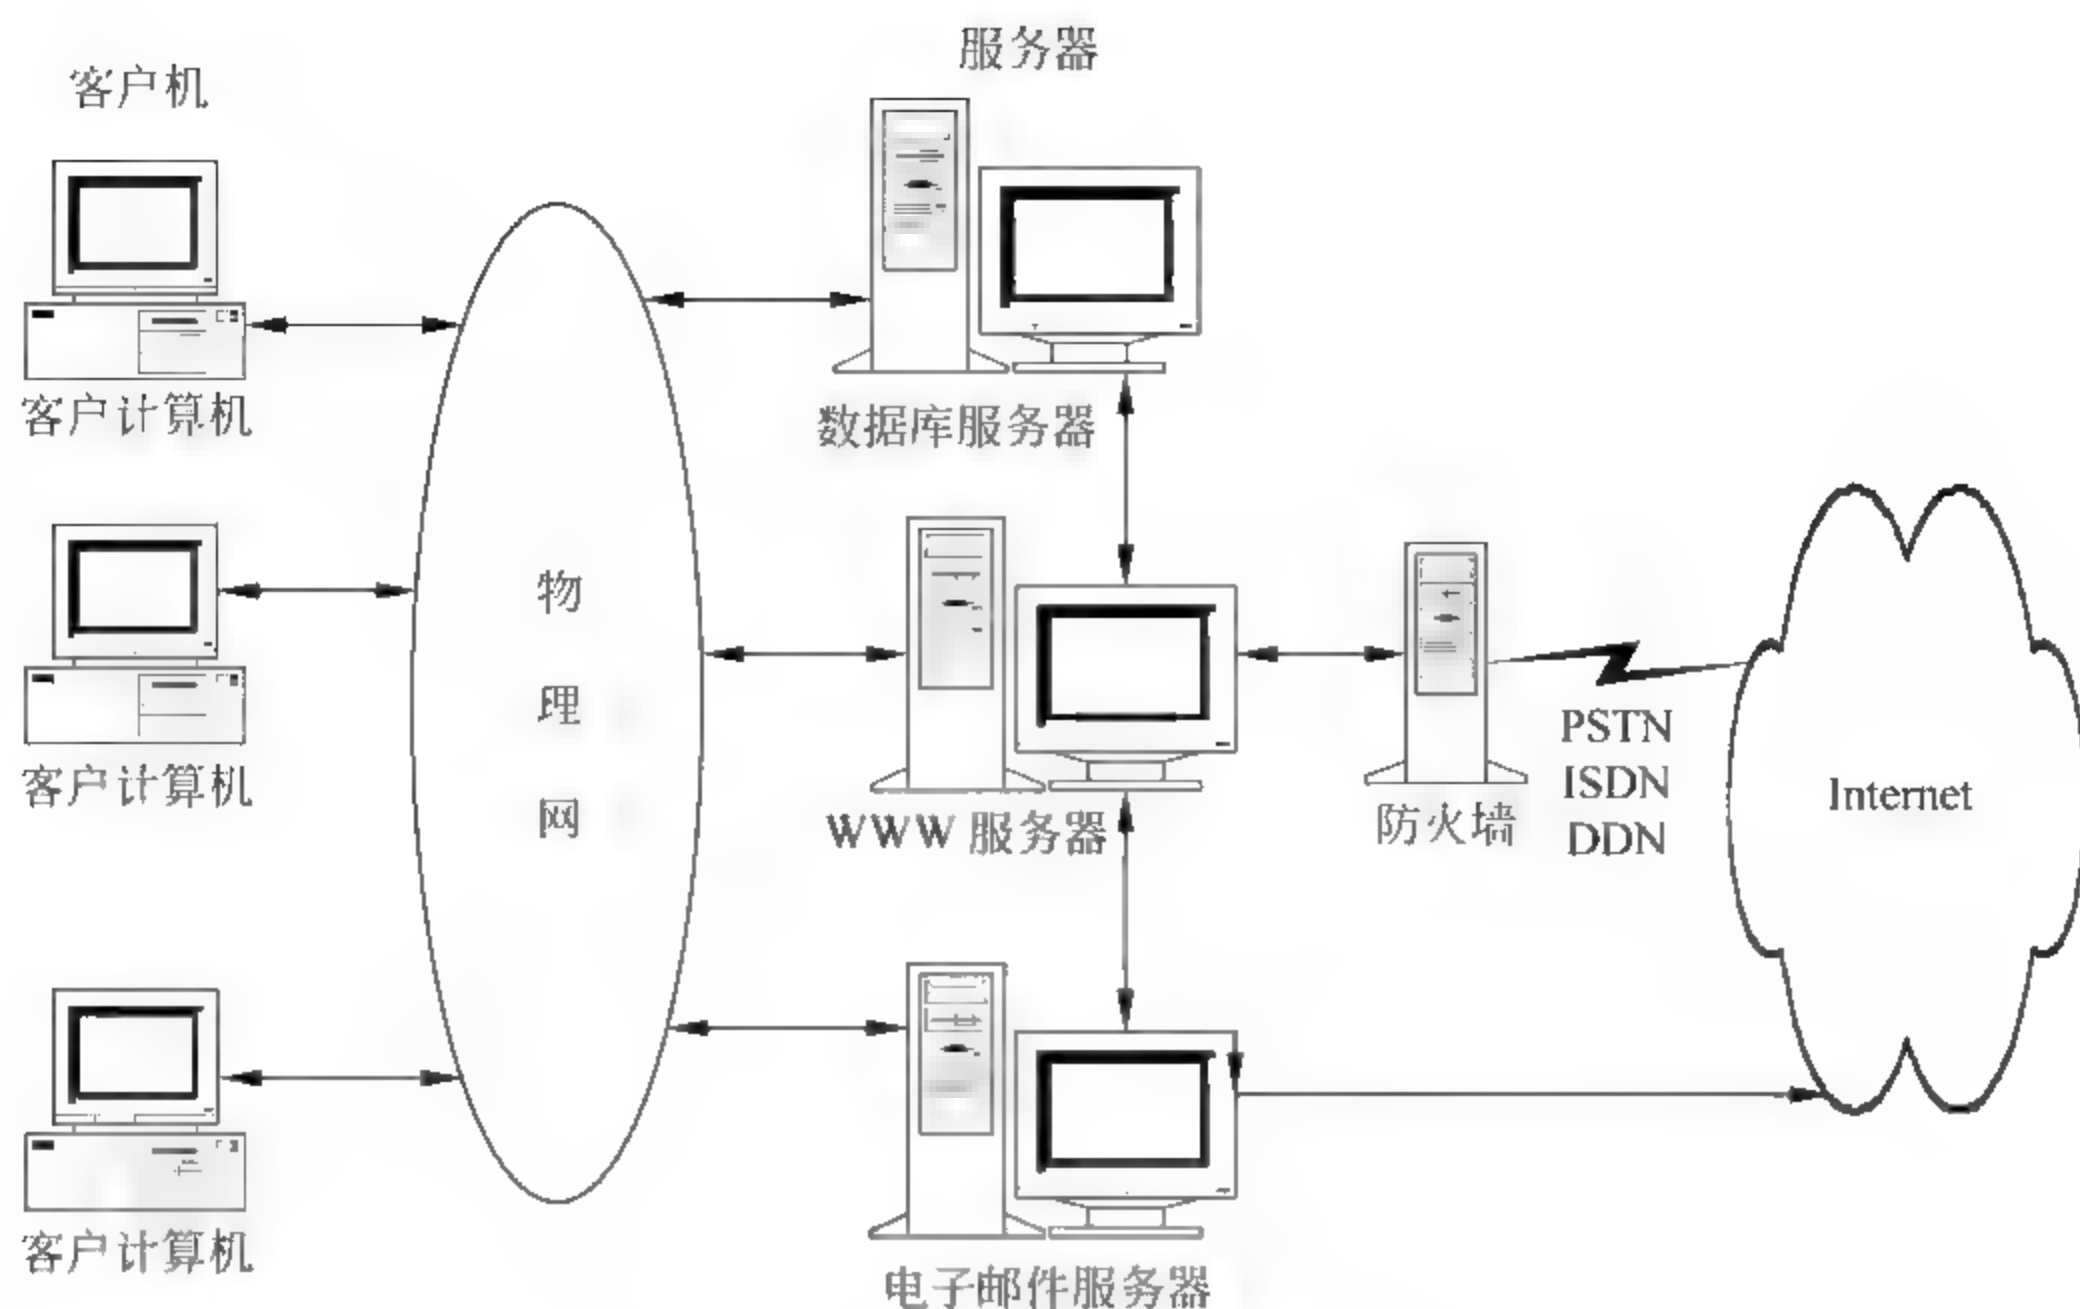 服务器
客户机
客户计算机
数据库服务器
物
理
网
PSTN
ISDN
DDN
Internet
客户计算机
WWW 服务器
防火墙
客户计算机
电子邮件服务器